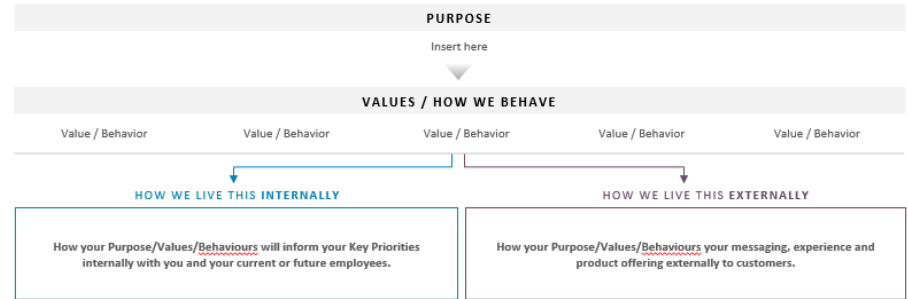 PURPOSE
Insert here
VALUES / HOW WE BEHAVE
Value / Behavior Value / Behavior Value / Behavior Value / Behavior Value / Behavior
HOW WE LIVE THIS INTERNALLY
How your Purpose/Values/Behaviours will inform your Key Priorities
internally with you and your current or future employees.
HOW WE LIVE THIS EXTERNALLY
How your Purpose/Values/Behaviours your messaging, experience and
product offering externally to customers.